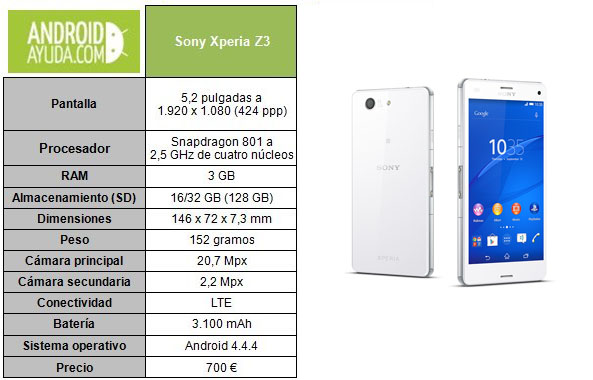 ANDROID
AYUDA.COM
Sony Xperia Z3
Pantalla
5,2 pulgadas a
1.920 x 1.080 (424 ppp)
Procesador
Snapdragon 801 a
2,5 GHz de cuatro núcleos
RAM
3 GB
Almacenamiento (SD)
16/32 GB (128 GB)
Dimensiones
146 x 72 x 7,3 mm
Peso
152 gramos
Cámara principal
20,7 Mpx
Cámara secundaria
2,2 Mpx
Conectividad
LTE
Batería
3.100 mAh
Sistema operativo
Android 4.4.4
Precio
700 €
SONY
XPERIA
SONY
10:35